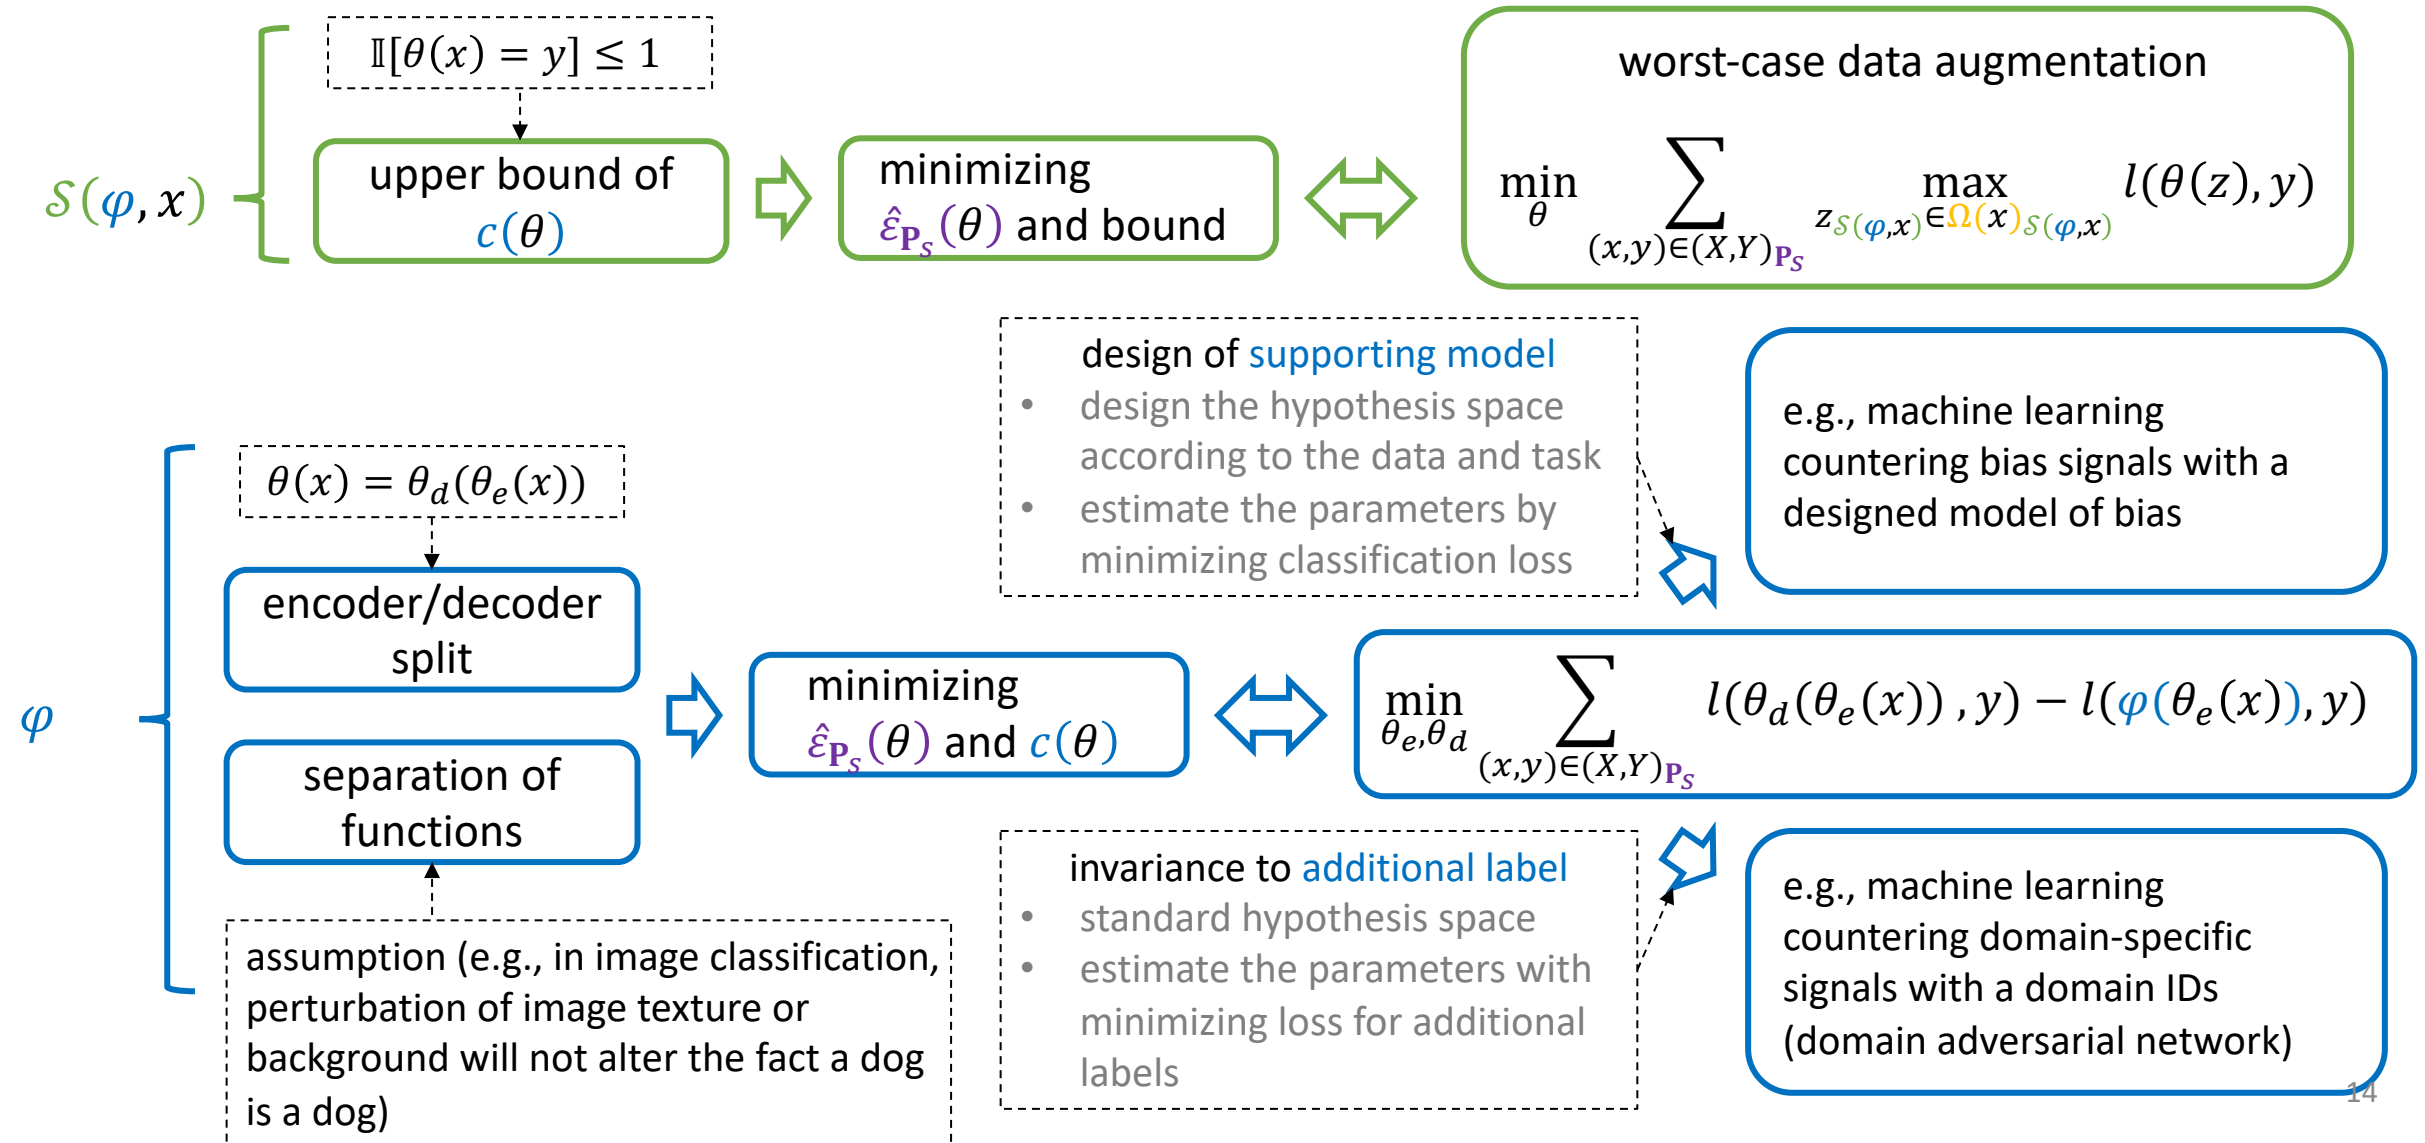 𝕀[θ(x) = y] ≤ 1
𝒮(φ, x)
upper bound of
c(θ)
minimizing
ε̂_{𝐏_S}(θ) and bound
worst-case data augmentation
min_θ ∑_{(x,y)∈(X,Y)_{𝐏_S}} max_{z_{𝒮(φ,x)}∈Ω(x)_{𝒮(φ,x)}} l(θ(z), y)
design of supporting model
• design the hypothesis space
according to the data and task
• estimate the parameters by
minimizing classification loss
e.g., machine learning
countering bias signals with a
designed model of bias
θ(x) = θ_d(θ_e(x))
encoder/decoder
split
φ
separation of
functions
minimizing
ε̂_{𝐏_S}(θ) and c(θ)
min_{θ_e,θ_d} ∑_{(x,y)∈(X,Y)_{𝐏_S}} l(θ_d(θ_e(x)) , y) − l(φ(θ_e(x)), y)
assumption (e.g., in image classification,
perturbation of image texture or
background will not alter the fact a dog
is a dog)
invariance to additional label
• standard hypothesis space
• estimate the parameters with
minimizing loss for additional
labels
e.g., machine learning
countering domain-specific
signals with a domain IDs
(domain adversarial network)
14